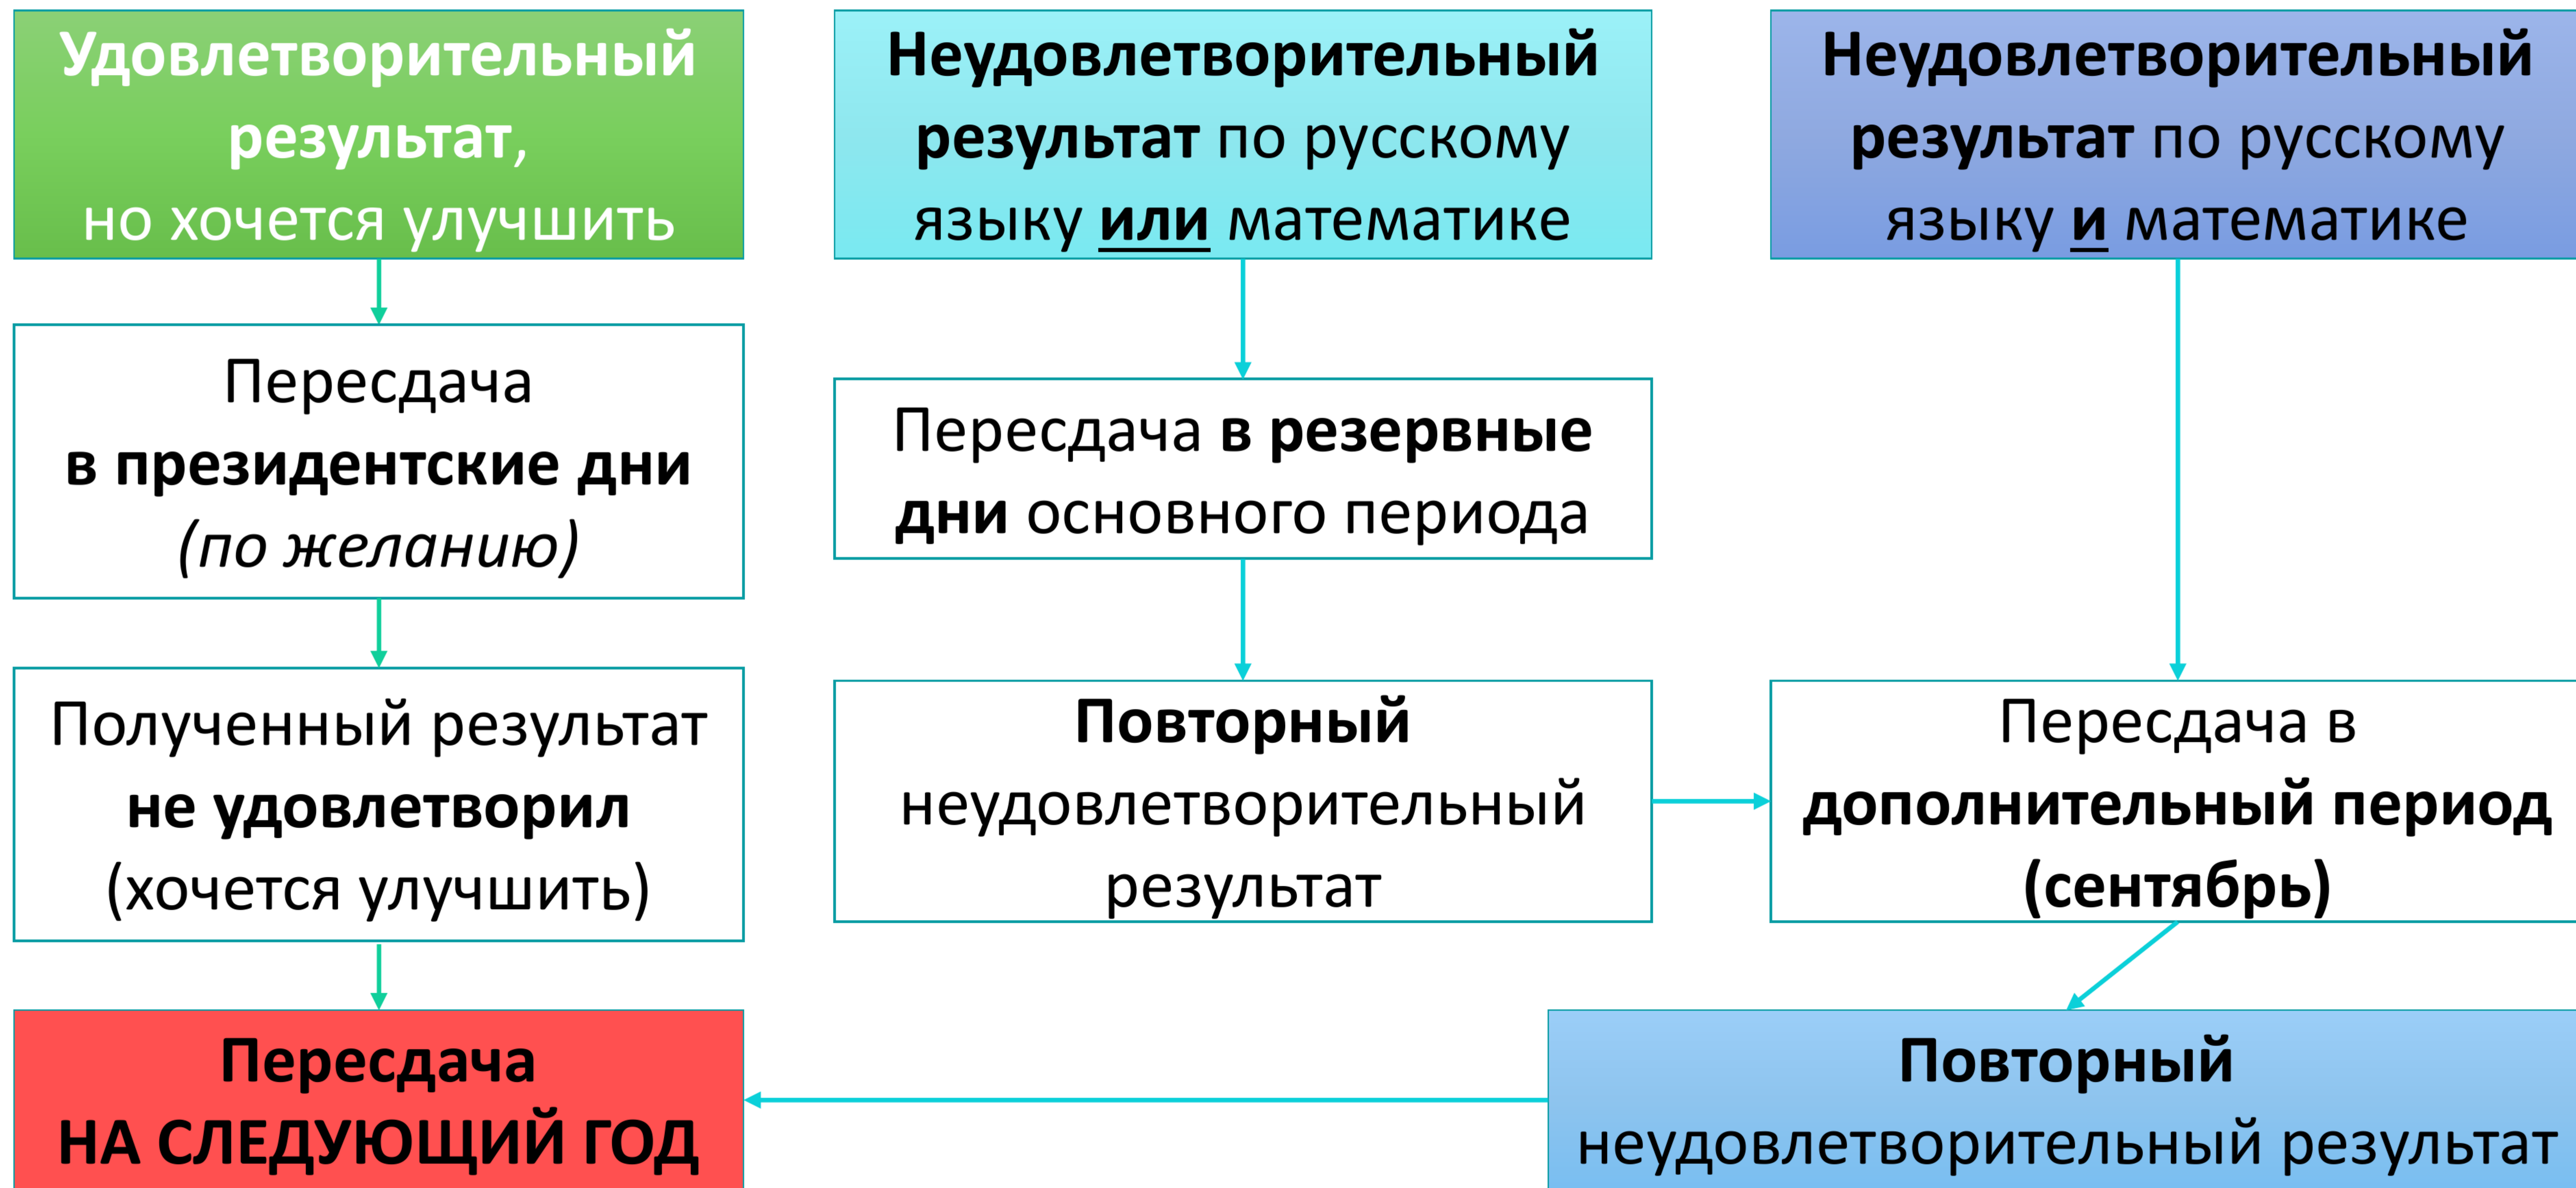 Удовлетворительный
результат,
но хочется улучшить
Неудовлетворительный
результат по русскому
языку или математике
Неудовлетворительный
результат по русскому
языку и математике
Пересдача
в президентские дни
(по желанию)
Пересдача в резервные
дни основного периода
Полученный результат
не удовлетворил
(хочется улучшить)
Повторный
неудовлетворительный
результат
Пересдача в
дополнительный период
(сентябрь)
Пересдача
НА СЛЕДУЮЩИЙ ГОД
Повторный
неудовлетворительный результат